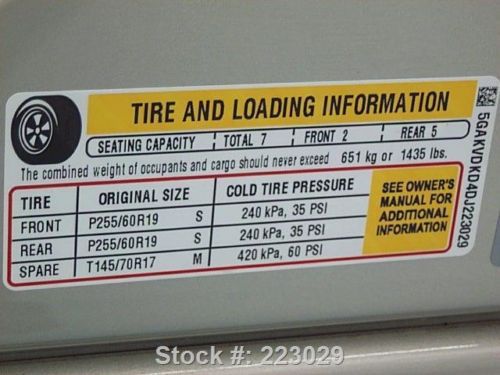 TIRE AND LOADING INFORMATION
SEATING CAPACITY TOTAL 7 FRONT 2 REAR 5
The combined weight of occupants and cargo should never exceed 651 kg or 1435 lbs.
TIRE ORIGINAL SIZE COLD TIRE PRESSURE
FRONT P255/60R19 S 240 kPa, 35 PSI
REAR P255/60R19 S 240 kPa, 35 PSI
SPARE T145/70R17 M 420 kPa, 60 PSI
SEE OWNER'S
MANUAL FOR
ADDITIONAL
INFORMATION
5GAKVDKD4DJ223029
Stock #: 223029